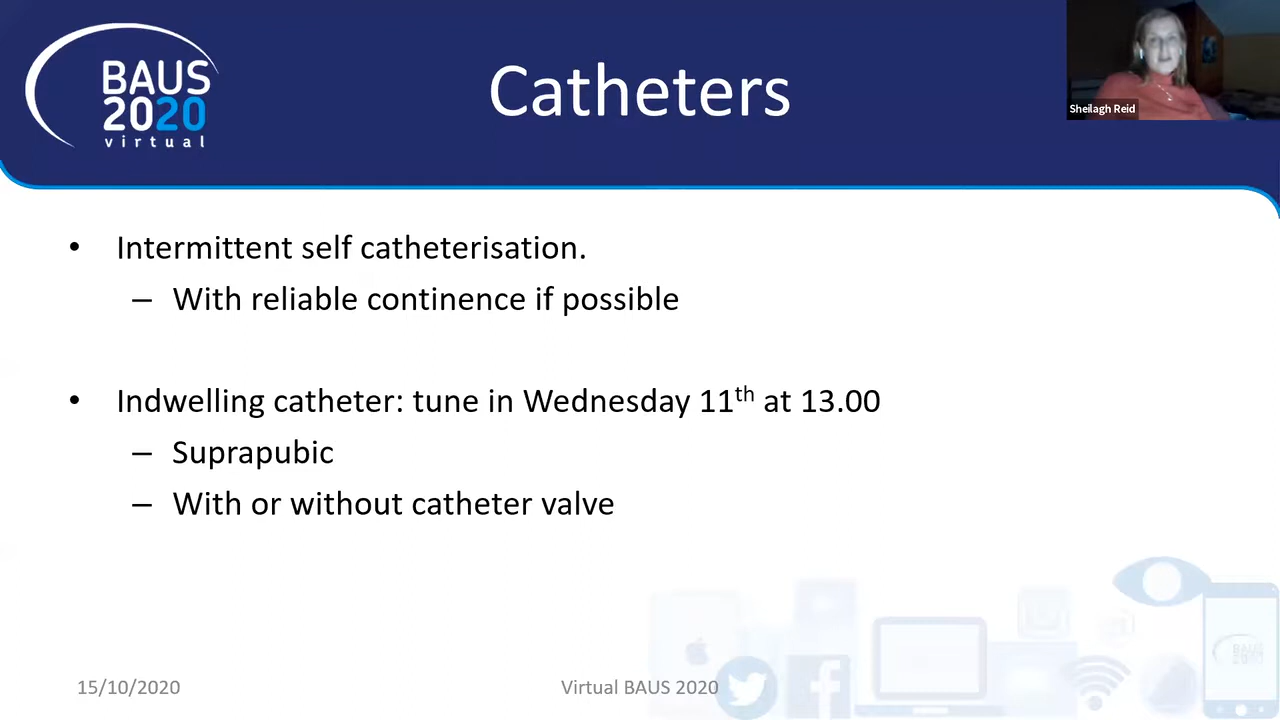 BAUS
2020
virtual
Catheters
Sheilagh Reid
• Intermittent self catheterisation.
– With reliable continence if possible
• Indwelling catheter: tune in Wednesday 11th at 13.00
– Suprapubic
– With or without catheter valve
15/10/2020
Virtual BAUS 2020